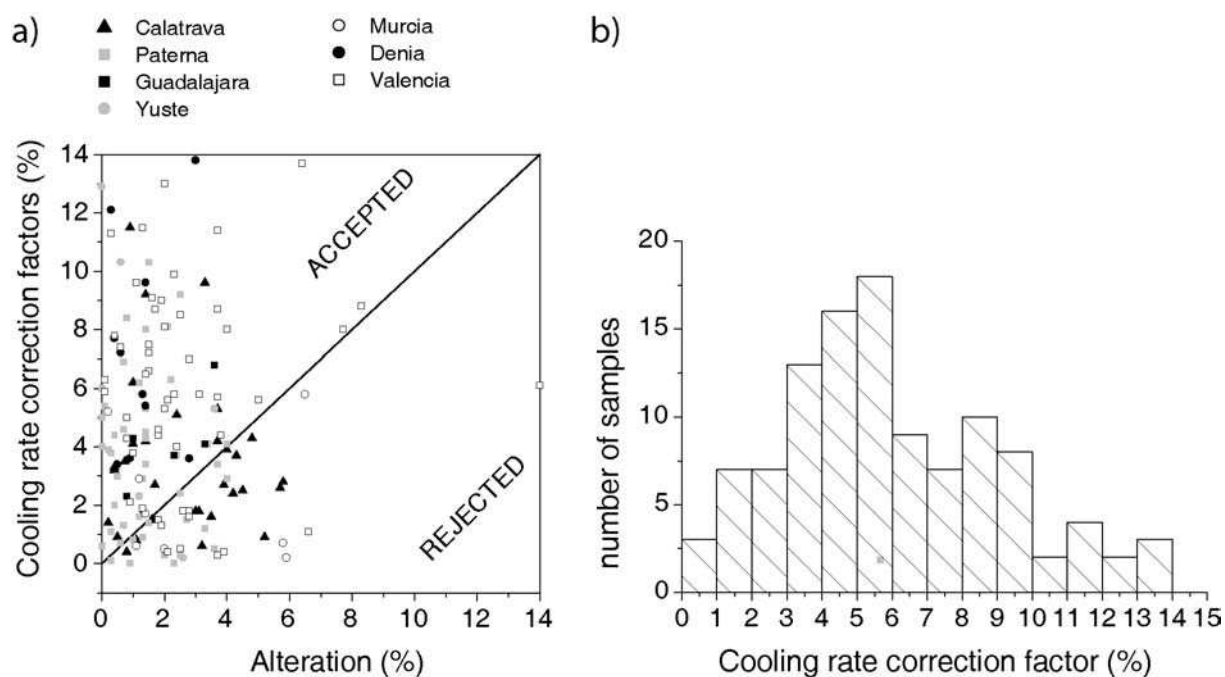 a)
Calatrava
Paterna
Guadalajara
Yuste
Murcia
Denia
Valencia
Cooling rate correction factors (%)
14
12
10
8
6
4
2
0
ACCEPTED
REJECTED
0 2 4 6 8 10 12 14
Alteration (%)
b)
number of samples
20
15
10
5
0
0 1 2 3 4 5 6 7 8 9 10 11 12 13 14 15
Cooling rate correction factor (%)